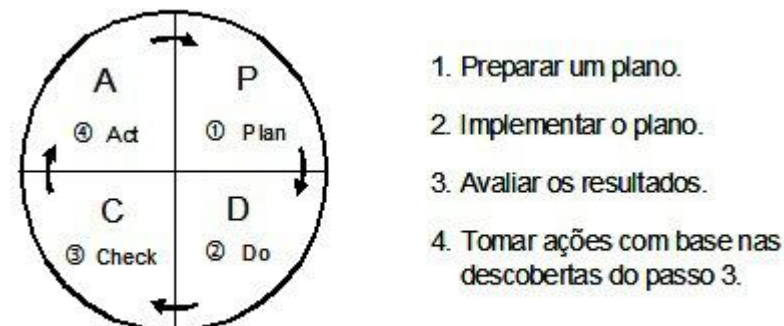 A
P
④ Act
① Plan
C
D
③ Check
② Do
1. Preparar um plano.
2. Implementar o plano.
3. Avaliar os resultados.
4. Tomar ações com base nas
descobertas do passo 3.